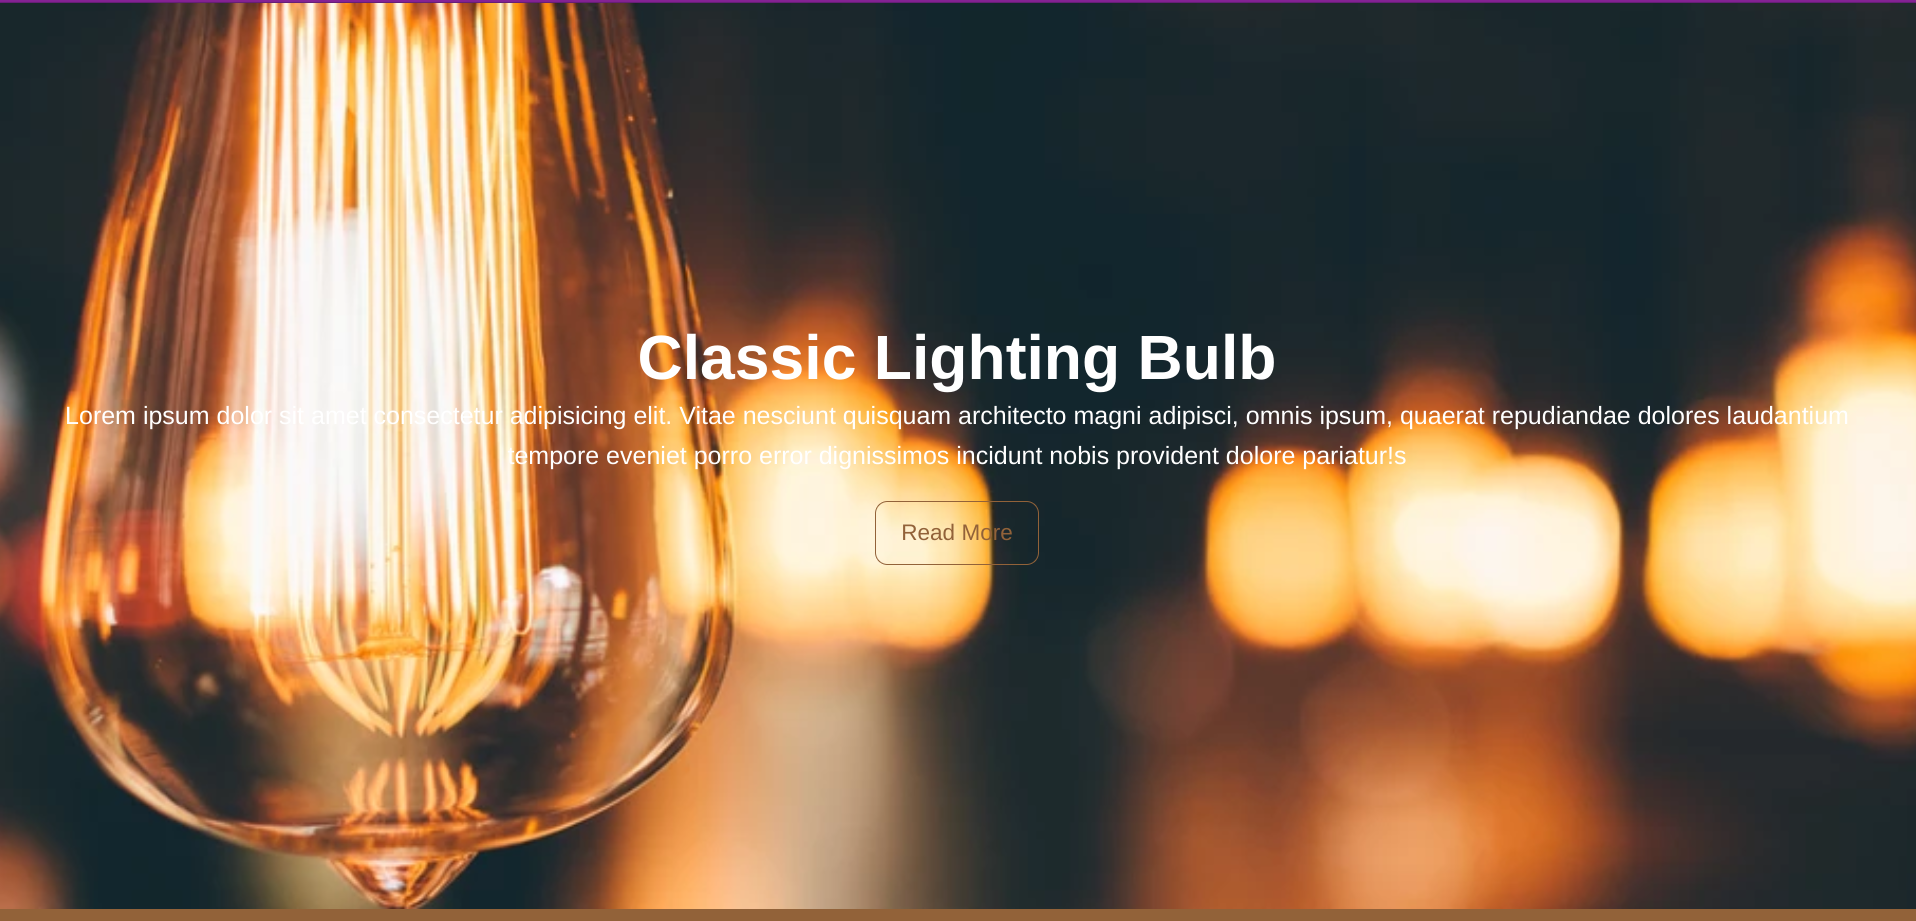 Classic Lighting Bulb
Lorem ipsum dolor sit amet consectetur adipisicing elit. Vitae nesciunt quisquam architecto magni adipisci, omnis ipsum, quaerat repudiandae dolores laudantium
tempore eveniet porro error dignissimos incidunt nobis provident dolore pariatur!s
Read More